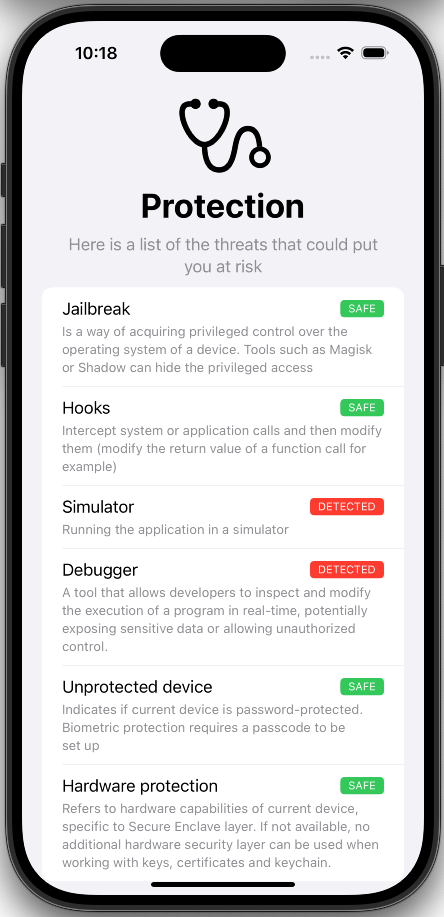 10:18
Protection
Here is a list of the threats that could put
you at risk
Jailbreak SAFE
Is a way of acquiring privileged control over the
operating system of a device. Tools such as Magisk
or Shadow can hide the privileged access
Hooks SAFE
Intercept system or application calls and then modify
them (modify the return value of a function call for
example)
Simulator DETECTED
Running the application in a simulator
Debugger DETECTED
A tool that allows developers to inspect and modify
the execution of a program in real-time, potentially
exposing sensitive data or allowing unauthorized
control.
Unprotected device SAFE
Indicates if current device is password-protected.
Biometric protection requires a passcode to be
set up
Hardware protection SAFE
Refers to hardware capabilities of current device,
specific to Secure Enclave layer. If not available, no
additional hardware security layer can be used when
working with keys, certificates and keychain.